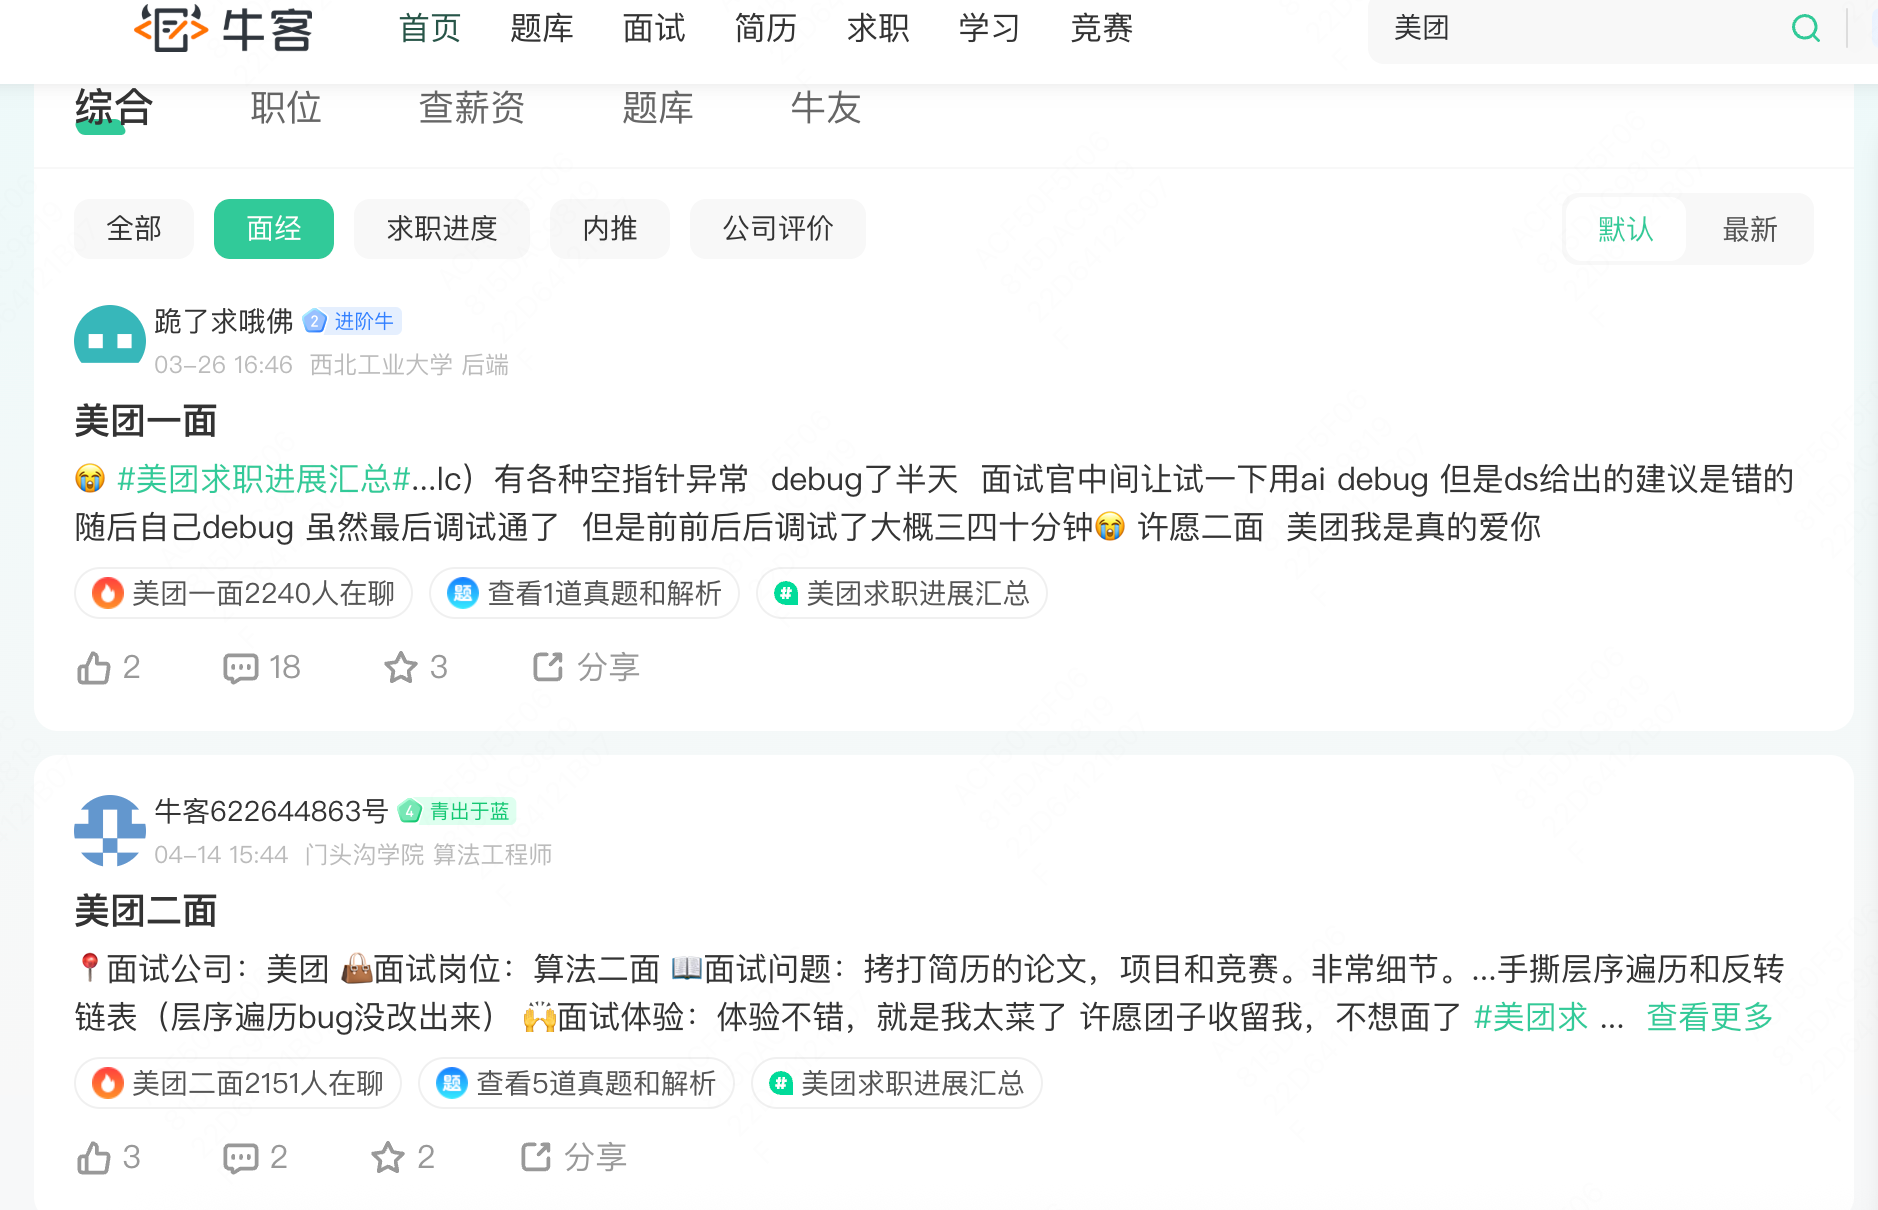 牛客 首页 题库 面试 简历 求职 学习 竞赛 美团
综合 职位 查薪资 题库 牛友
全部 面经 求职进度 内推 公司评价 默认 最新
跪了求哦佛 2 进阶牛
03-26 16:46 西北工业大学 后端
美团一面
😭 #美团求职进展汇总#...lc）有各种空指针异常 debug了半天 面试官中间让试一下用ai debug 但是ds给出的建议是错的
随后自己debug 虽然最后调试通了 但是前前后后调试了大概三四十分钟😭 许愿二面 美团我是真的爱你
美团一面2240人在聊 题 查看1道真题和解析 # 美团求职进展汇总
2 18 3 分享
牛客622644863号 4 青出于蓝
04-14 15:44 门头沟学院 算法工程师
美团二面
📍面试公司：美团 👜面试岗位：算法二面 📖面试问题：拷打简历的论文，项目和竞赛。非常细节。...手撕层序遍历和反转
链表（层序遍历bug没改出来） 🙌面试体验：体验不错，就是我太菜了 许愿团子收留我，不想面了 #美团求 ... 查看更多
美团二面2151人在聊 题 查看5道真题和解析 # 美团求职进展汇总
3 2 2 分享